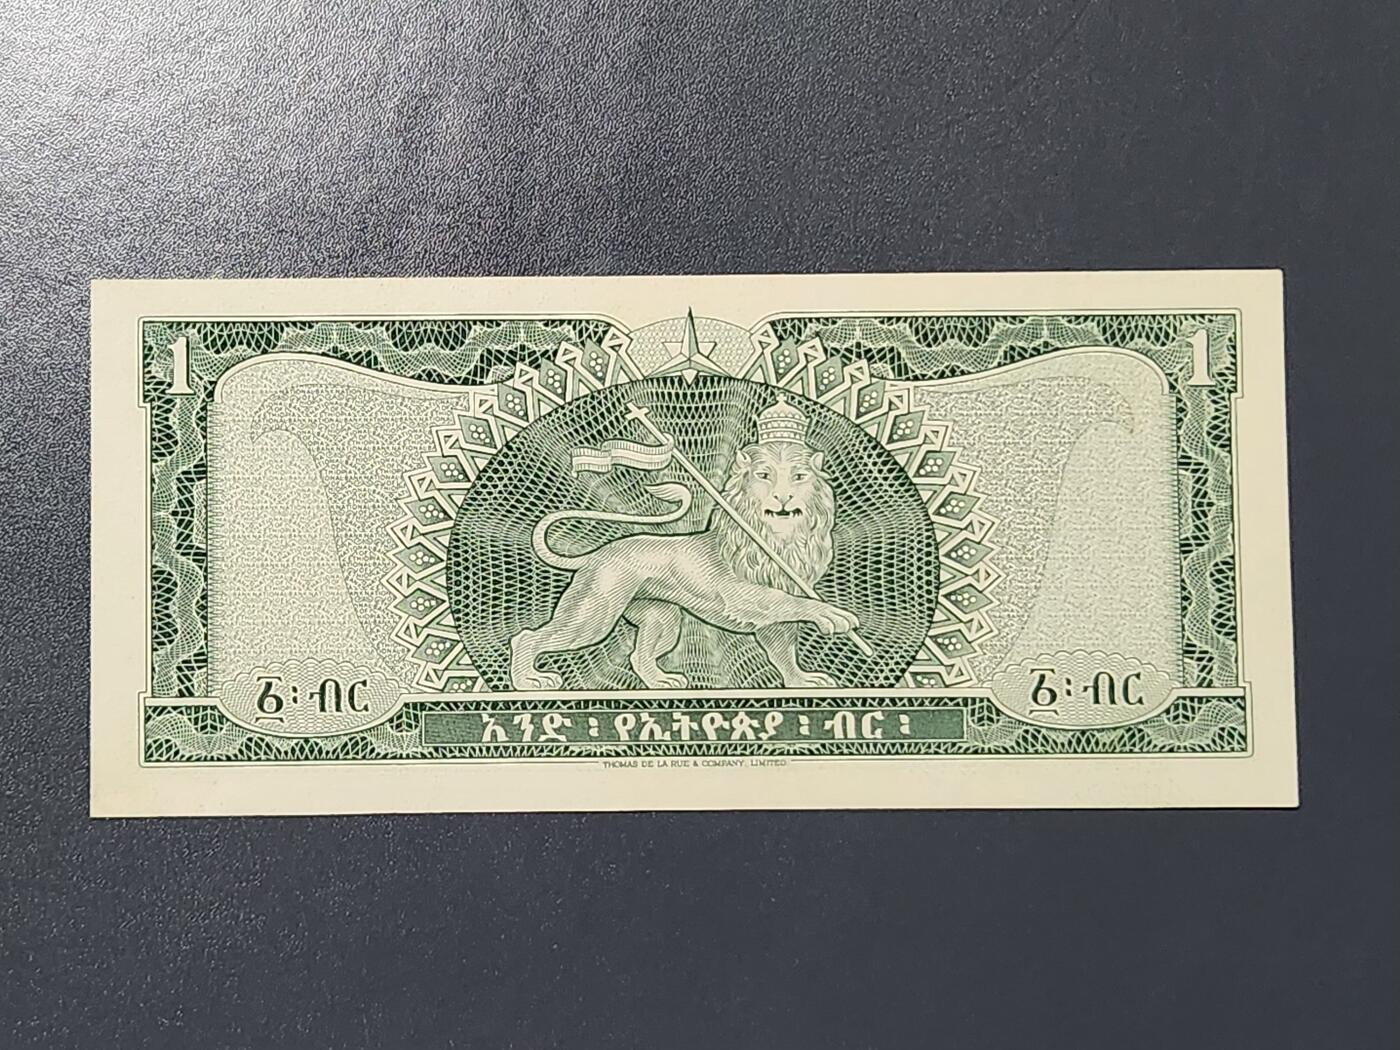 1 1
፩፡ብር ፩፡ብር
አንድ ፡ የኢትዮጵያ ፡ ብር ፡
THOMAS DE LA RUE & COMPANY, LIMITED